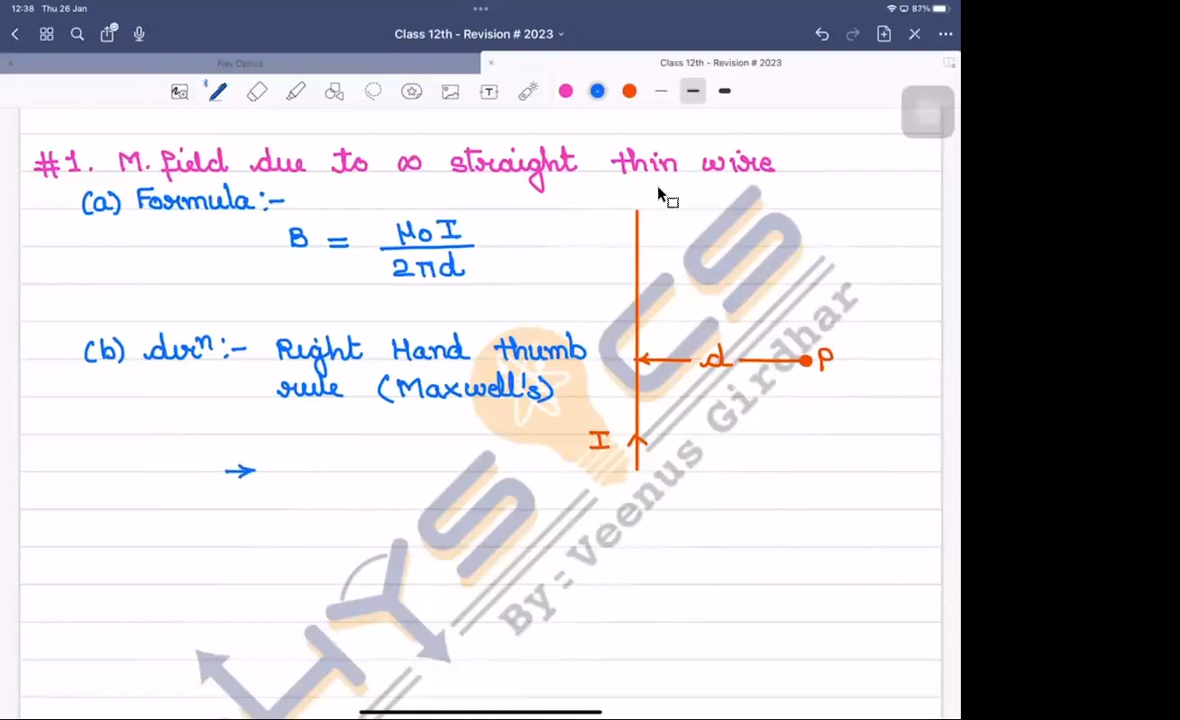 12:38 Thu 26 Jan
87%
Class 12th - Revision # 2023
Ray Optics
Class 12th - Revision # 2023
#1. M. field due to ∞ straight thin wire
(a) Formula:-
B = μ₀I / 2πd
(b) dirⁿ:- Right Hand thumb
rule (Maxwell's)
d P
I
→
PHYSICS
By:- Veenus Girdhar